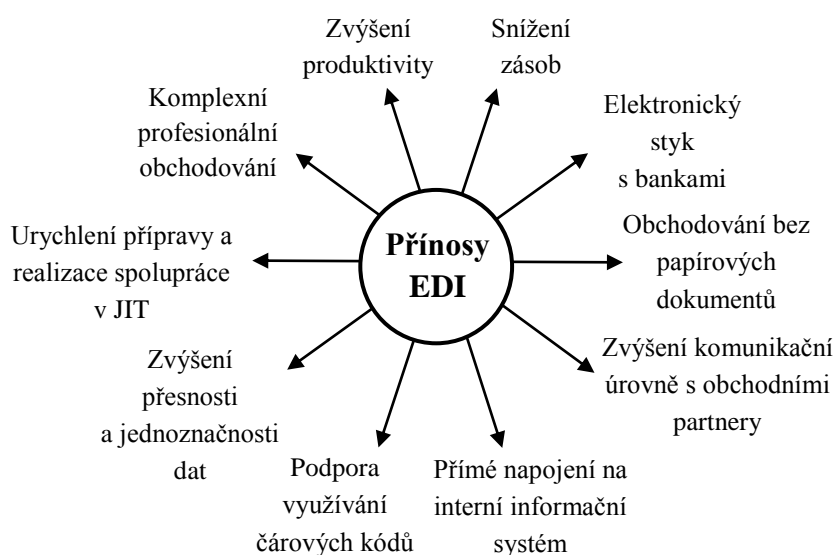 Zvýšení
produktivity
Snížení
zásob
Elektronický
styk
s bankami
Obchodování bez
papírových
dokumentů
Zvýšení komunikační
úrovně s obchodními
partnery
Přímé napojení na
interní informační
systém
Podpora
využívání
čárových kódů
Zvýšení
přesnosti
a jednoznačnosti
dat
Urychlení přípravy a
realizace spolupráce
v JIT
Komplexní
profesionální
obchodování
Přínosy
EDI